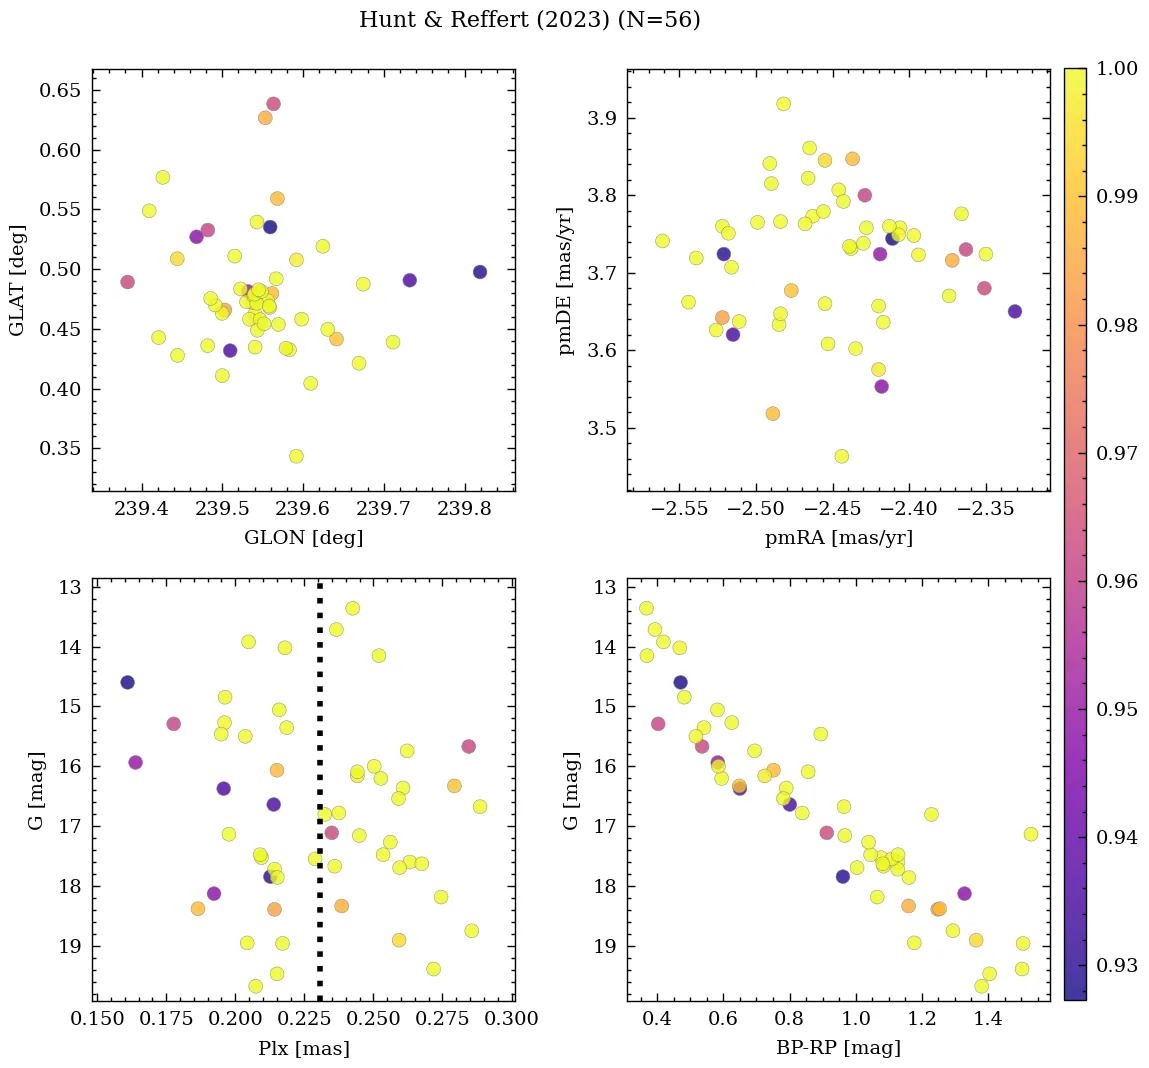 Hunt & Reffert (2023) (N=56)
0.65
0.60
0.55
0.50
0.45
0.40
0.35
GLAT [deg]
239.4 239.5 239.6 239.7 239.8
GLON [deg]
3.9
3.8
3.7
3.6
3.5
pmDE [mas/yr]
−2.55 −2.50 −2.45 −2.40 −2.35
pmRA [mas/yr]
1.00
0.99
0.98
0.97
0.96
0.95
0.94
0.93
13
14
15
16
17
18
19
G [mag]
0.150 0.175 0.200 0.225 0.250 0.275 0.300
Plx [mas]
13
14
15
16
17
18
19
G [mag]
0.4 0.6 0.8 1.0 1.2 1.4
BP-RP [mag]